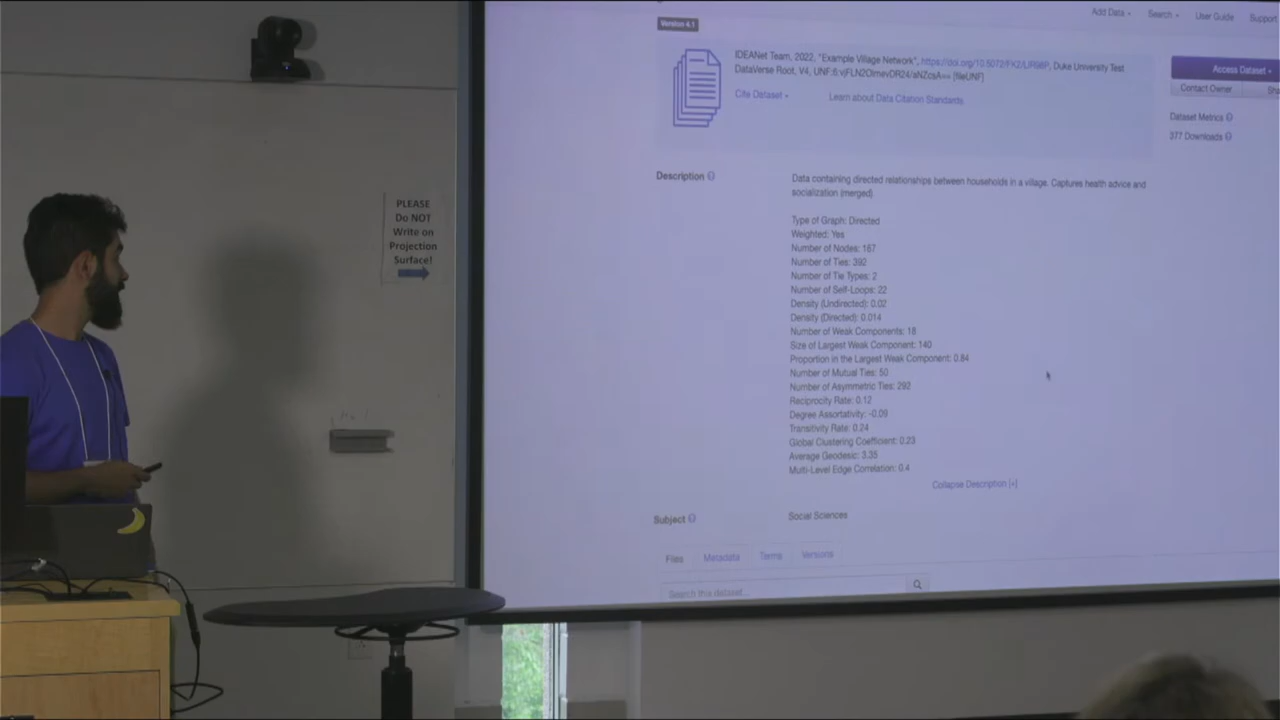 Add Data
Search
User Guide
Support
Version 4.1
IDEANet Team, 2022, "Example Village Network", Duke University Test
DataVerse Root, V4, [fileUNF]
Cite Dataset
Learn about Data Citation Standards
Access Dataset
Contact Owner
Dataset Metrics
377 Downloads
PLEASE
Do NOT
Write on
Projection
Surface!
Description
Data containing directed relationships between households in a village. Captures health advice and
socialization (merged)
Type of Graph: Directed
Weighted: Yes
Number of Nodes: 167
Number of Ties: 392
Number of Tie Types: 2
Number of Self-Loops: 22
Density (Undirected): 0.02
Density (Directed): 0.014
Number of Weak Components: 18
Size of Largest Weak Component: 140
Proportion in the Largest Weak Component: 0.84
Number of Mutual Ties: 50
Number of Asymmetric Ties: 292
Reciprocity Rate: 0.12
Degree Assortativity: -0.09
Transitivity Rate: 0.24
Global Clustering Coefficient: 0.23
Average Geodesic: 3.35
Multi-Level Edge Correlation: 0.4
Collapse Description [+]
Subject
Social Sciences
Files
Metadata
Terms
Versions
Search this dataset...